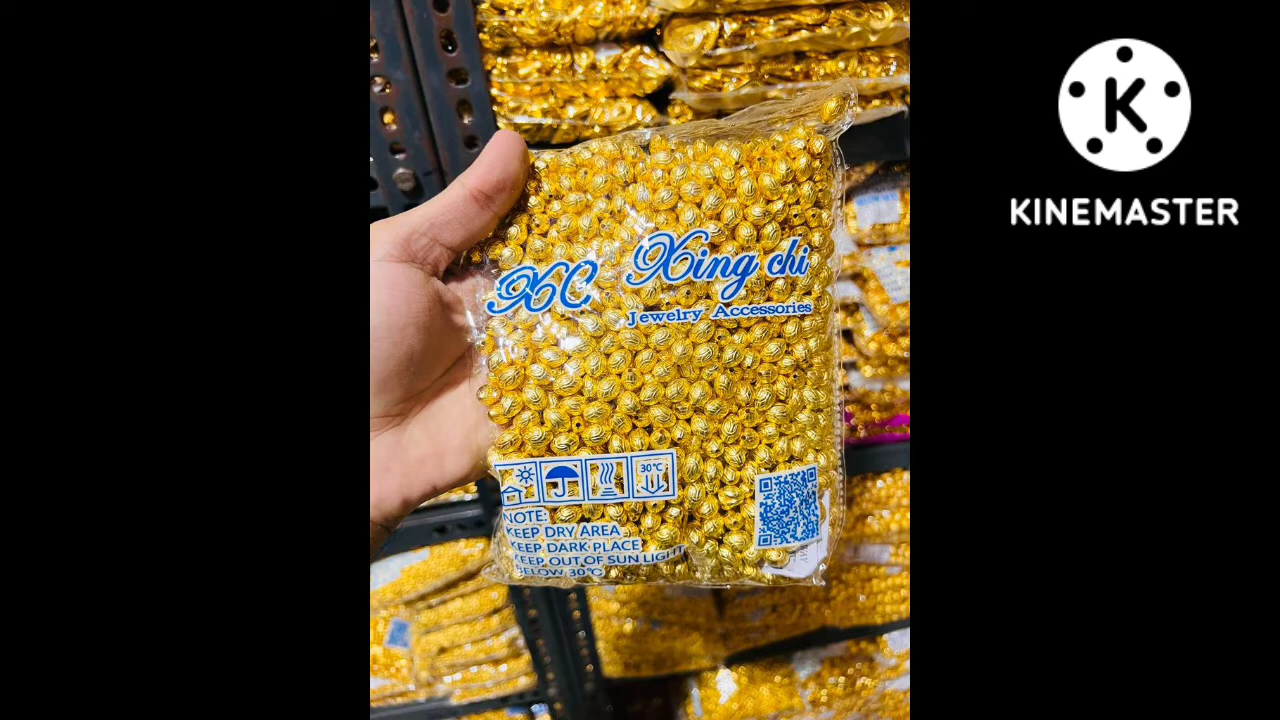 XC Xing chi
Jewelry Accessories
30℃
NOTE:
KEEP DRY AREA
KEEP DARK PLACE
KEEP OUT OF SUN LIGHT
BELOW 30℃
K
KINEMASTER